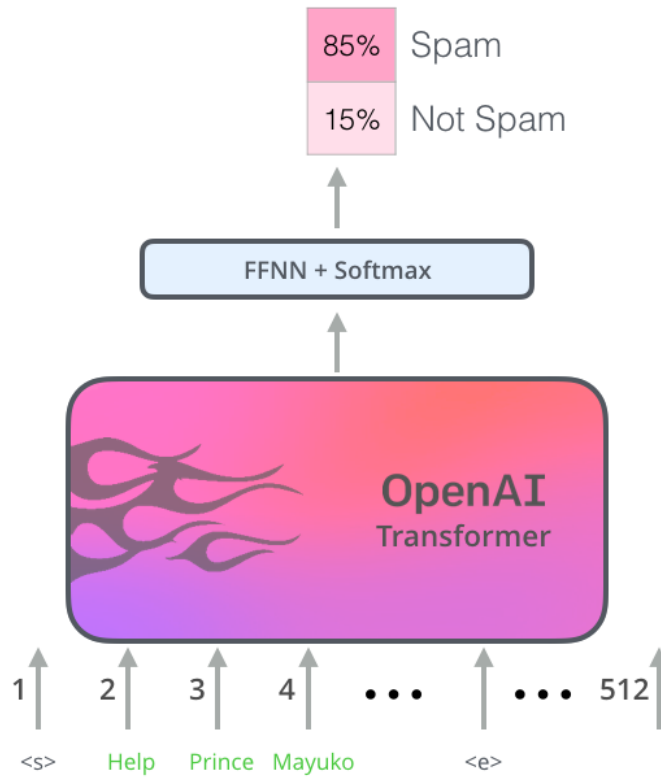 85% Spam
15% Not Spam
FFNN + Softmax
OpenAI
Transformer
1 2 3 4 ••• ••• 512
<s> Help Prince Mayuko <e>